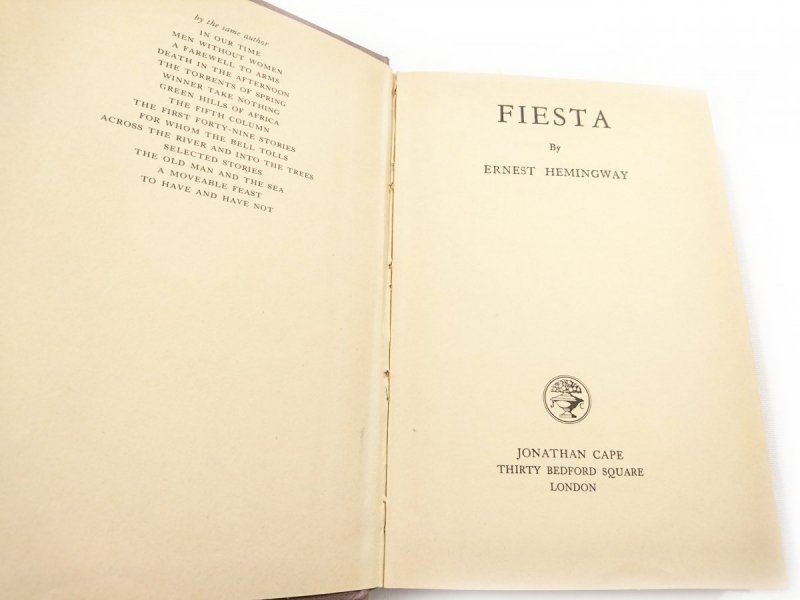 by the same author
IN OUR TIME
MEN WITHOUT WOMEN
A FAREWELL TO ARMS
DEATH IN THE AFTERNOON
THE TORRENTS OF SPRING
WINNER TAKE NOTHING
GREEN HILLS OF AFRICA
THE FIFTH COLUMN
THE FIRST FORTY-NINE STORIES
FOR WHOM THE BELL TOLLS
ACROSS THE RIVER AND INTO THE TREES
SELECTED STORIES
THE OLD MAN AND THE SEA
A MOVEABLE FEAST
TO HAVE AND HAVE NOT
FIESTA
By
ERNEST HEMINGWAY
JONATHAN CAPE
THIRTY BEDFORD SQUARE
LONDON